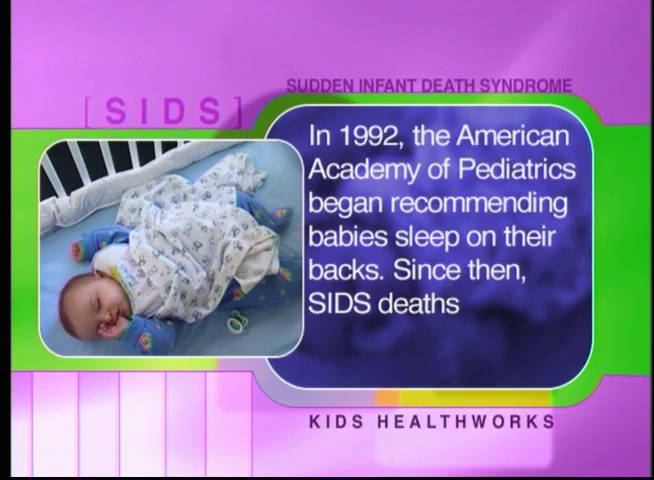 SUDDEN INFANT DEATH SYNDROME
[SIDS]
In 1992, the American
Academy of Pediatrics
began recommending
babies sleep on their
backs. Since then,
SIDS deaths
KIDS HEALTHWORKS